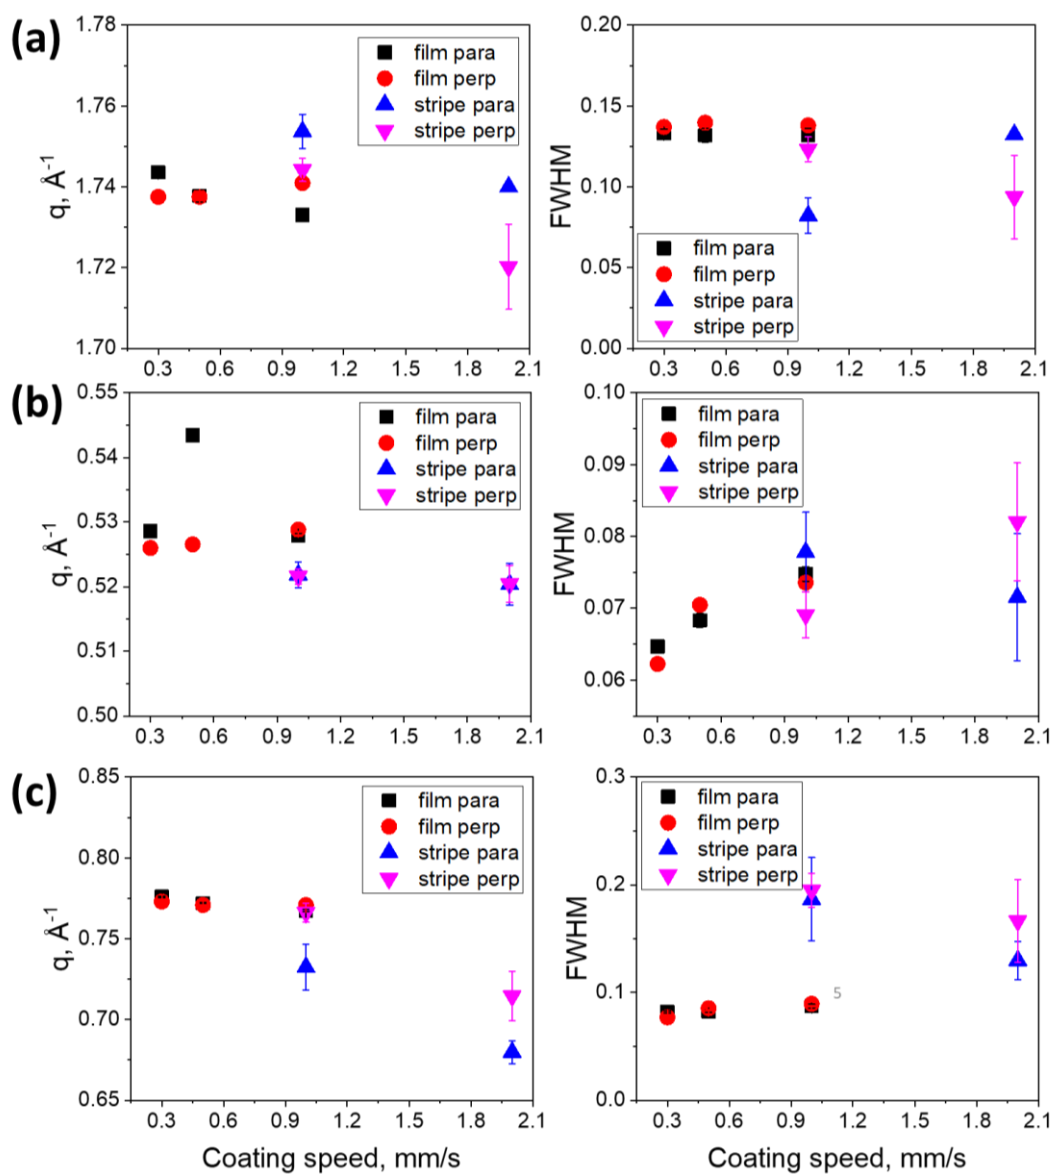 (a)
1.78
1.76
1.74
1.72
1.70
q, Å-1
film para
film perp
stripe para
stripe perp
0.3 0.6 0.9 1.2 1.5 1.8 2.1
0.20
0.15
0.10
0.05
0.00
FWHM
film para
film perp
stripe para
stripe perp
0.3 0.6 0.9 1.2 1.5 1.8 2.1
(b)
0.55
0.54
0.53
0.52
0.51
0.50
q, Å-1
film para
film perp
stripe para
stripe perp
0.3 0.6 0.9 1.2 1.5 1.8 2.1
0.10
0.09
0.08
0.07
0.06
FWHM
film para
film perp
stripe para
stripe perp
0.3 0.6 0.9 1.2 1.5 1.8 2.1
(c)
0.85
0.80
0.75
0.70
0.65
q, Å-1
film para
film perp
stripe para
stripe perp
0.3 0.6 0.9 1.2 1.5 1.8 2.1
Coating speed, mm/s
0.3
0.2
0.1
0.0
FWHM
film para
film perp
stripe para
stripe perp
5
0.3 0.6 0.9 1.2 1.5 1.8 2.1
Coating speed, mm/s